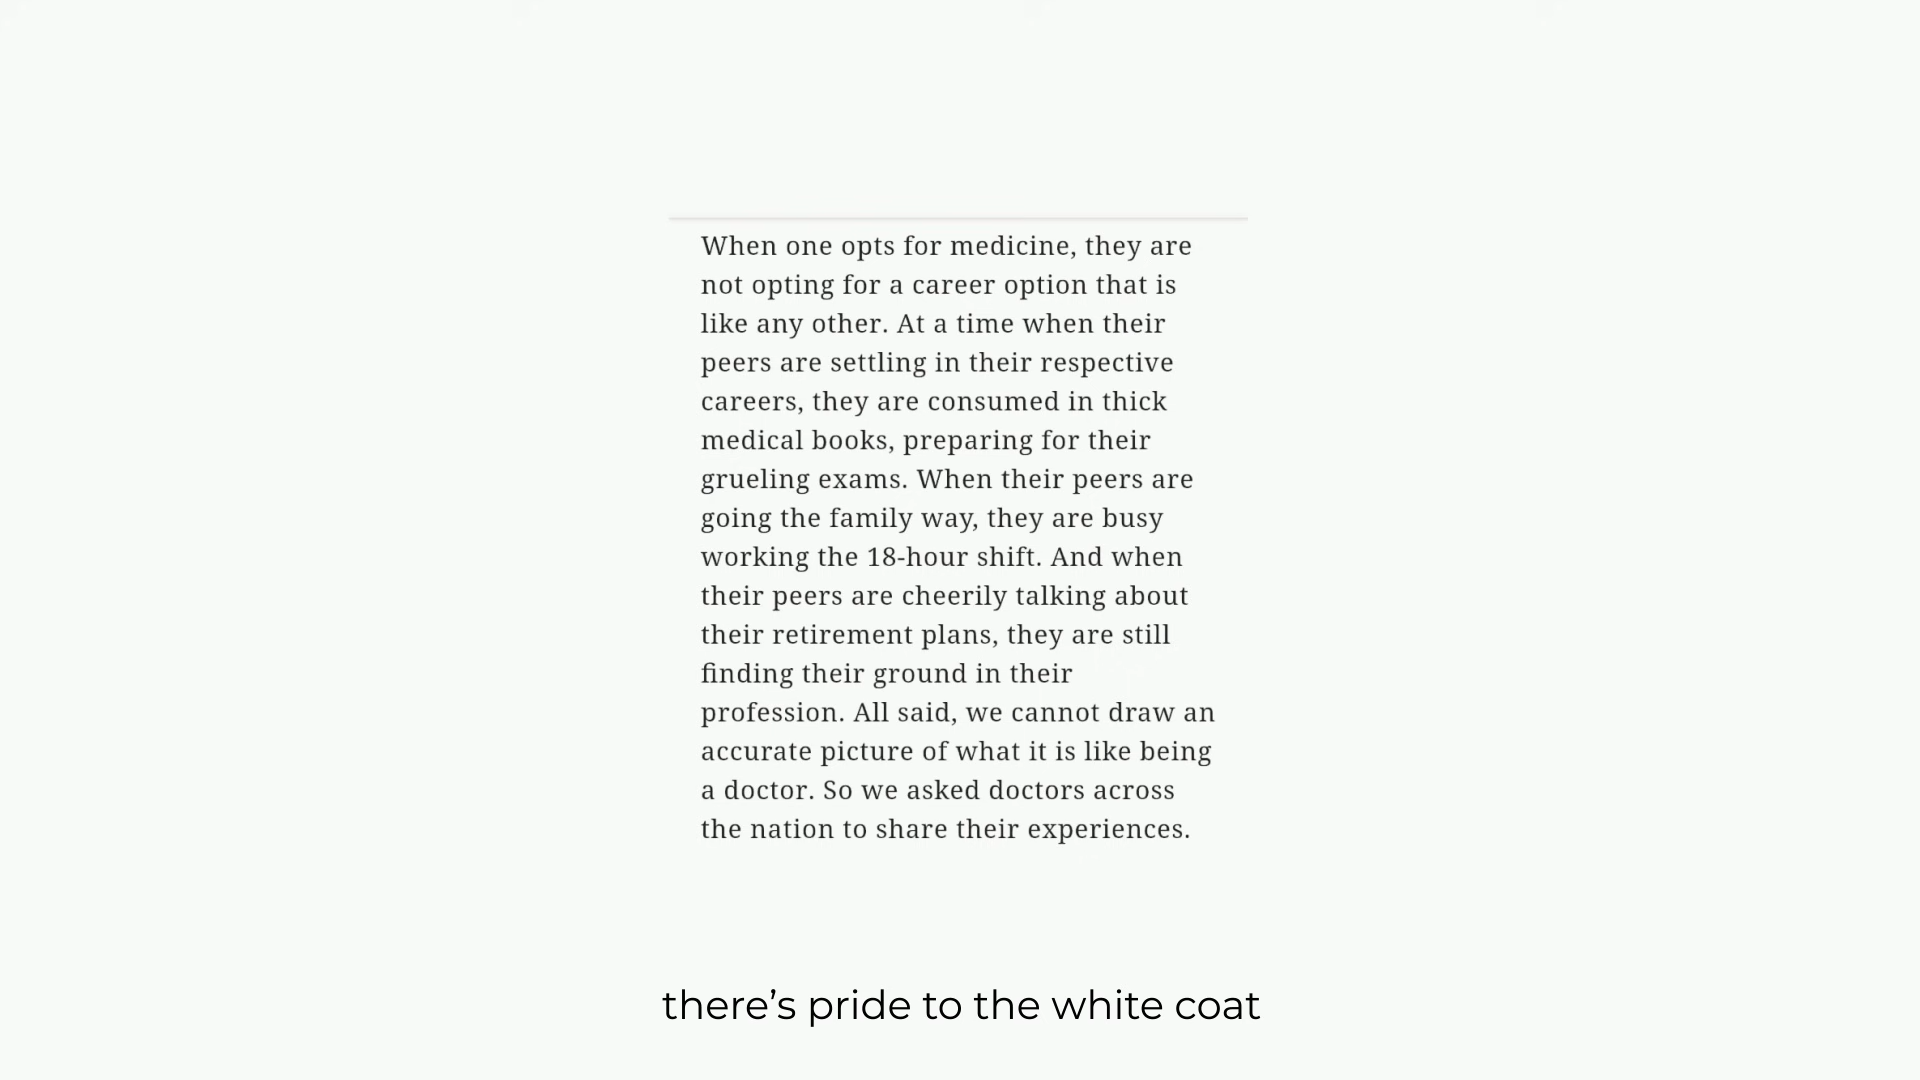 When one opts for medicine, they are
not opting for a career option that is
like any other. At a time when their
peers are settling in their respective
careers, they are consumed in thick
medical books, preparing for their
grueling exams. When their peers are
going the family way, they are busy
working the 18-hour shift. And when
their peers are cheerily talking about
their retirement plans, they are still
finding their ground in their
profession. All said, we cannot draw an
accurate picture of what it is like being
a doctor. So we asked doctors across
the nation to share their experiences.
there’s pride to the white coat